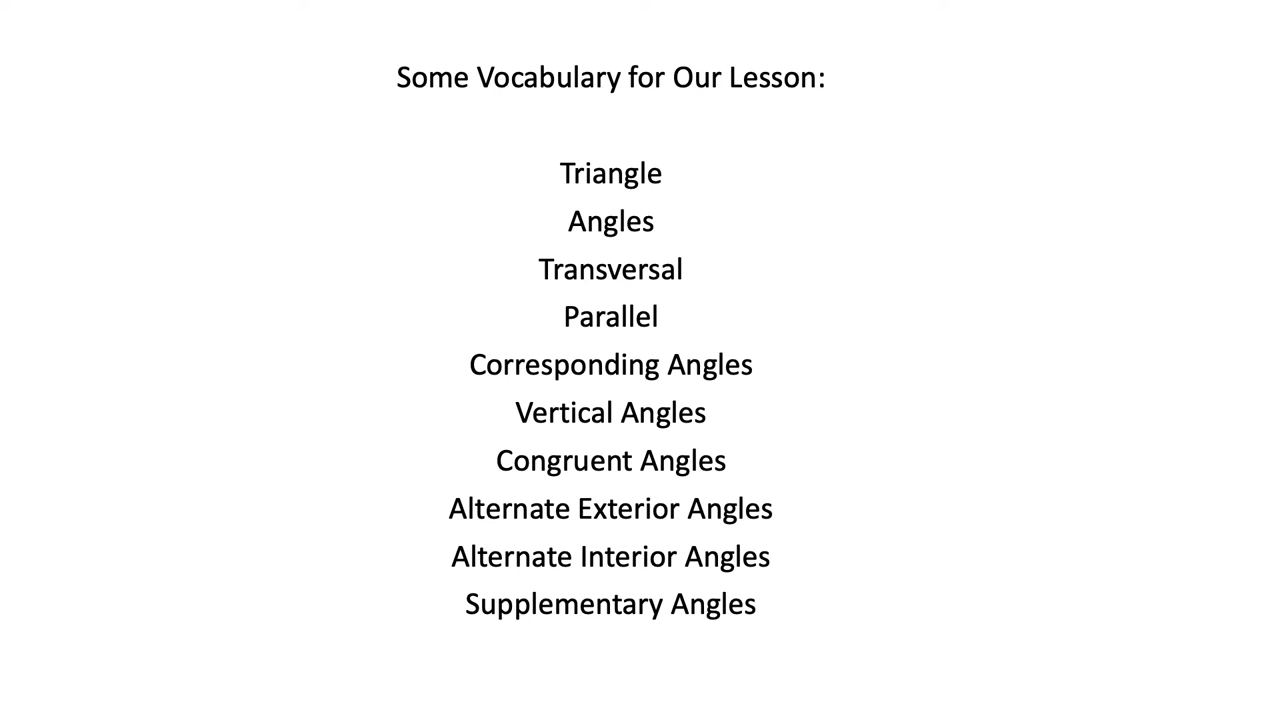 Some Vocabulary for Our Lesson:
Triangle
Angles
Transversal
Parallel
Corresponding Angles
Vertical Angles
Congruent Angles
Alternate Exterior Angles
Alternate Interior Angles
Supplementary Angles